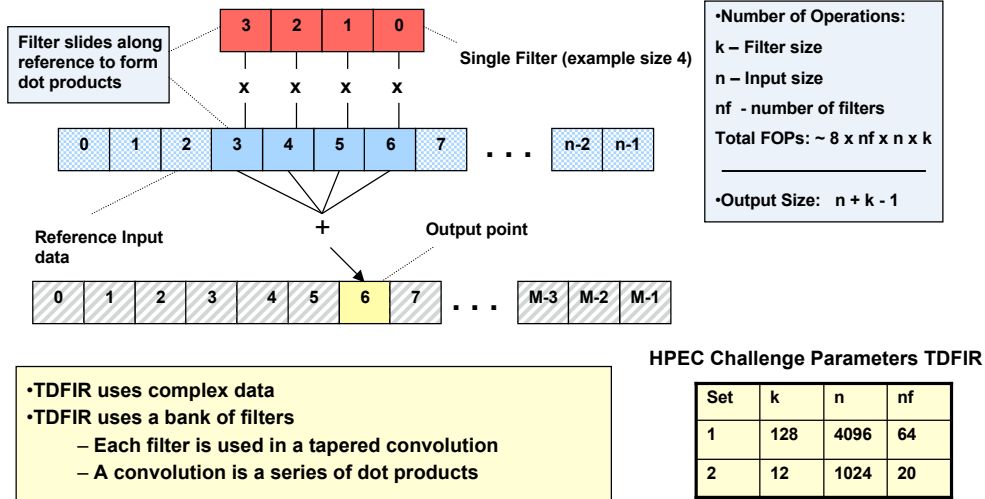 3 2 1 0
Filter slides along
reference to form
dot products
Single Filter (example size 4)
x x x x
0 1 2 3 4 5 6 7 . . . n-2 n-1
•Number of Operations:
k – Filter size
n – Input size
nf - number of filters
Total FOPs: ~ 8 x nf x n x k
•Output Size: n + k - 1
+
Reference Input
data
Output point
0 1 2 3 4 5 6 7 . . . M-3 M-2 M-1
•TDFIR uses complex data
•TDFIR uses a bank of filters
– Each filter is used in a tapered convolution
– A convolution is a series of dot products
HPEC Challenge Parameters TDFIR
Set k n nf
1 128 4096 64
2 12 1024 20